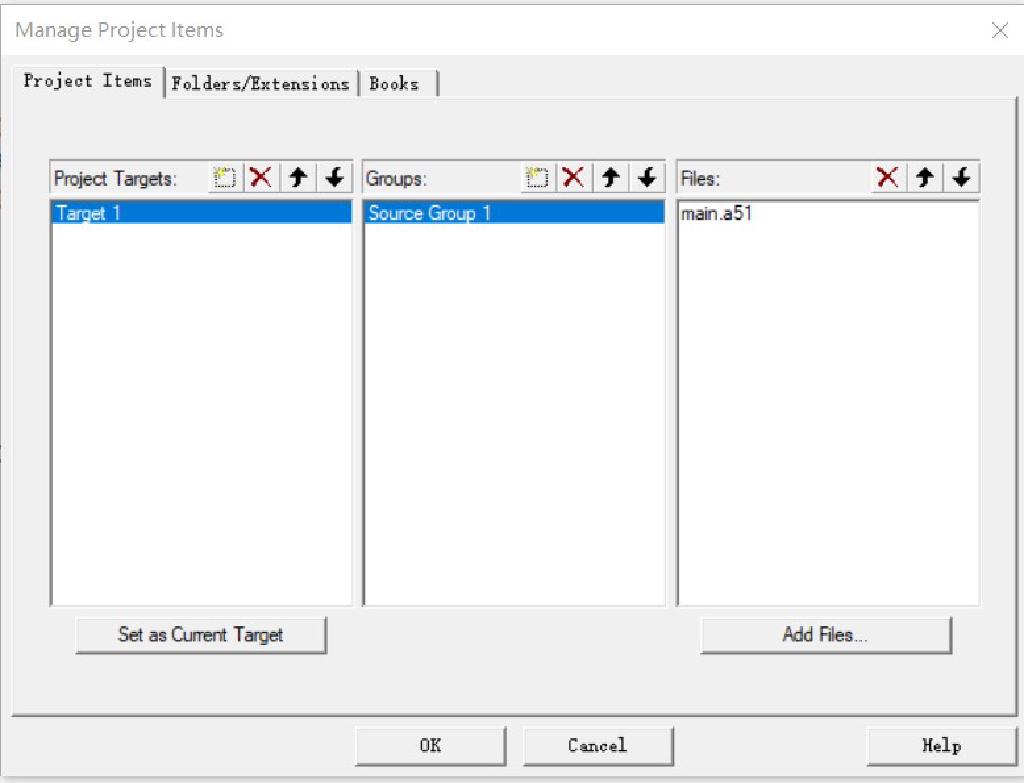 Manage Project Items
Project Items Folders/Extensions Books
Project Targets: Groups: Files:
Target 1 Source Group 1 main.a51
Set as Current Target Add Files...
OK Cancel Help